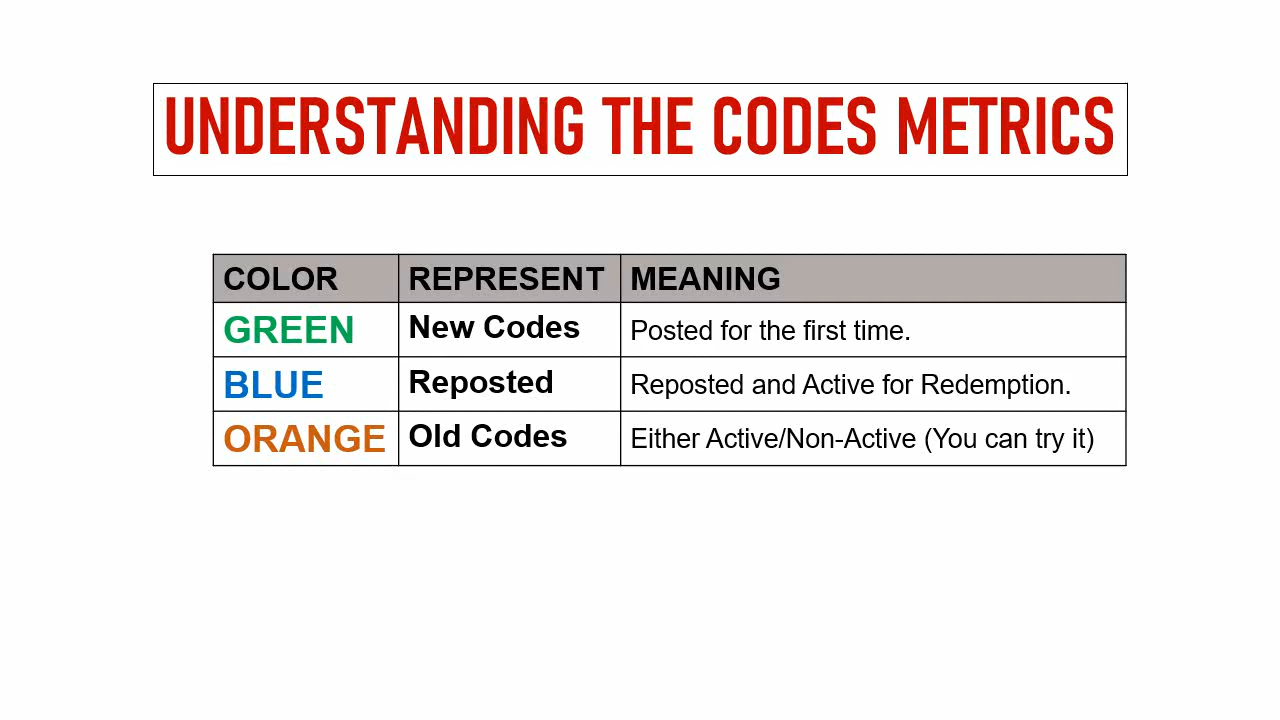 UNDERSTANDING THE CODES METRICS
COLOR REPRESENT MEANING
GREEN New Codes Posted for the first time.
BLUE Reposted Reposted and Active for Redemption.
ORANGE Old Codes Either Active/Non-Active (You can try it)